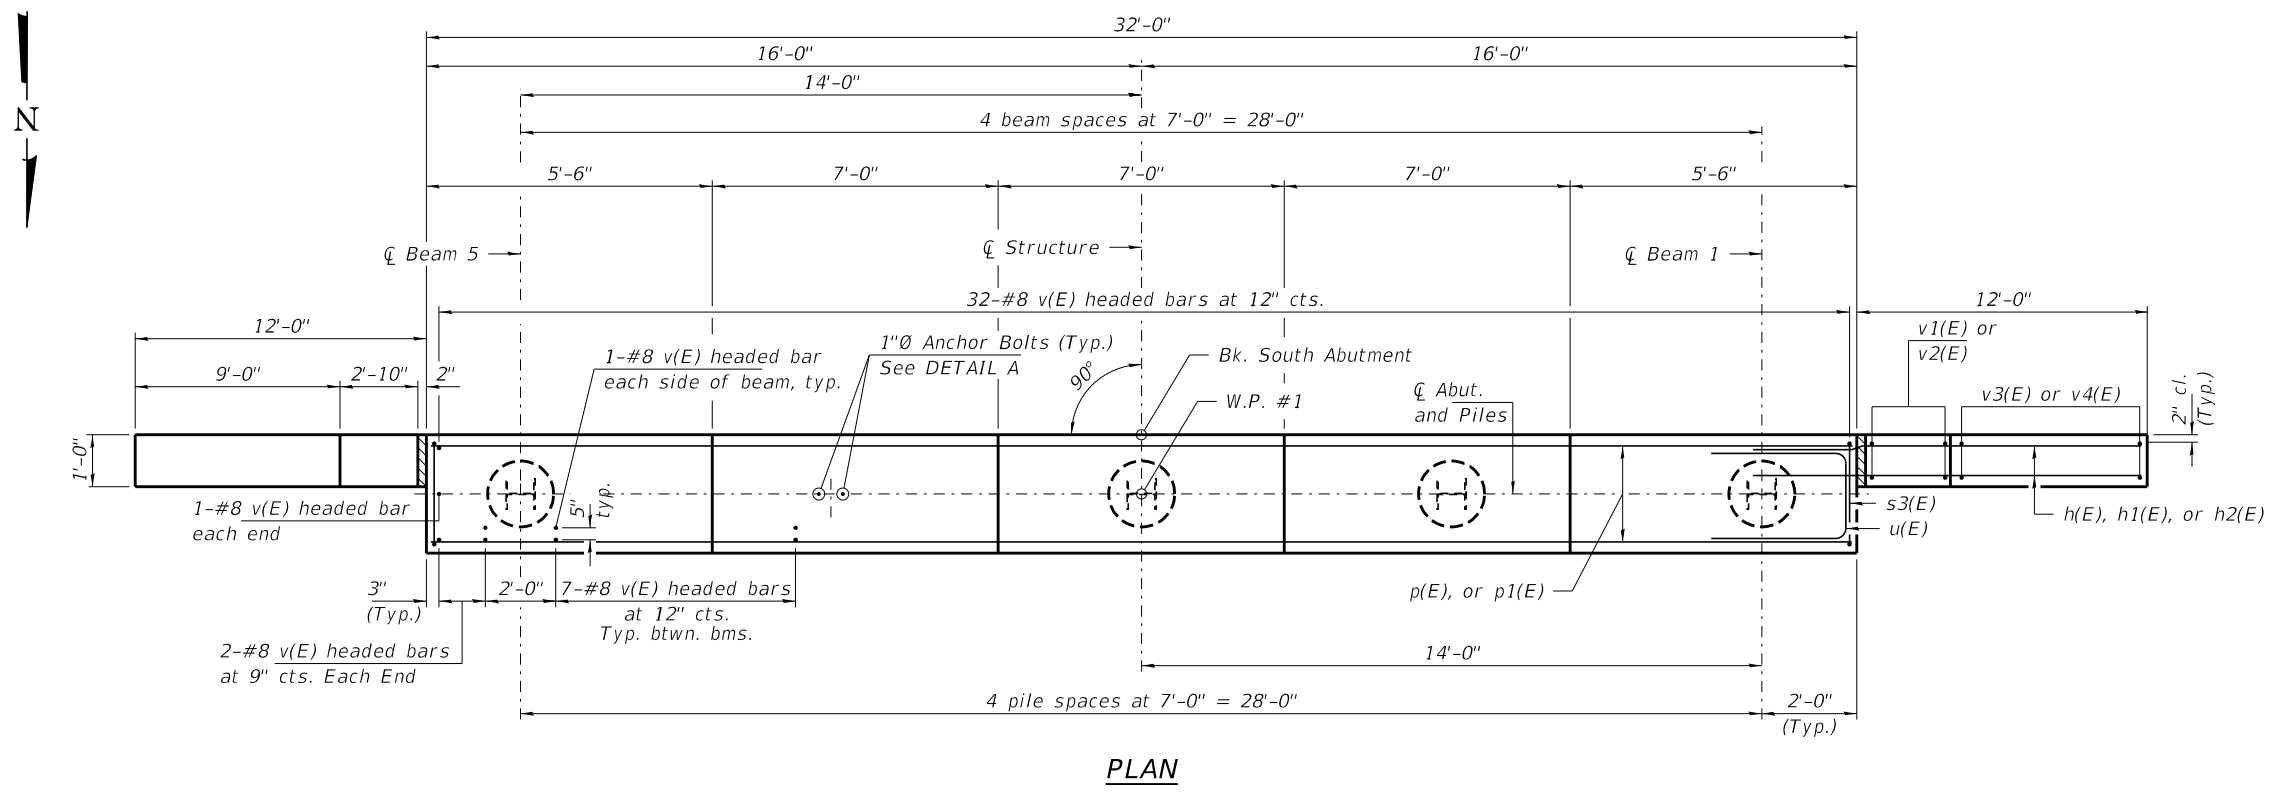 32'-0"
16'-0"
16'-0"
14'-0"
N
4 beam spaces at 7'-0" = 28'-0"
5'-6"
7'-0"
7'-0"
7'-0"
5'-6"
℄ Beam 5
℄ Structure
℄ Beam 1
32-#8 v(E) headed bars at 12" cts.
12'-0"
12'-0"
v1(E) or
v2(E)
1"Ø Anchor Bolts (Typ.)
See DETAIL A
1-#8 v(E) headed bar
each side of beam, typ.
90°
Bk. South Abutment
9'-0"
2'-10"
2"
W.P. #1
℄ Abut.
and Piles
v3(E) or v4(E)
2" cl.
(Typ.)
1'-0"
1-#8 v(E) headed bar
each end
5"
typ.
s3(E)
u(E)
h(E), h1(E), or h2(E)
3"
(Typ.)
2'-0"
7-#8 v(E) headed bars
at 12" cts.
Typ. btwn. bms.
p(E), or p1(E)
2-#8 v(E) headed bars
at 9" cts. Each End
14'-0"
4 pile spaces at 7'-0" = 28'-0"
2'-0"
(Typ.)
PLAN